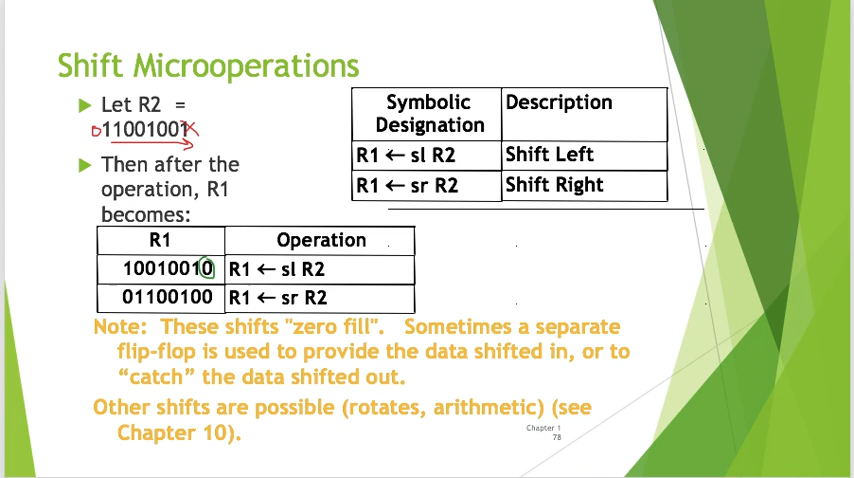 Shift Microoperations
Let R2 =
11001001
Then after the
operation, R1
becomes:
Symbolic Designation Description
R1 ← sl R2 Shift Left
R1 ← sr R2 Shift Right
R1 Operation
10010010 R1 ← sl R2
01100100 R1 ← sr R2
Note: These shifts "zero fill". Sometimes a separate
flip-flop is used to provide the data shifted in, or to
“catch” the data shifted out.
Other shifts are possible (rotates, arithmetic) (see
Chapter 10).
Chapter 1
78